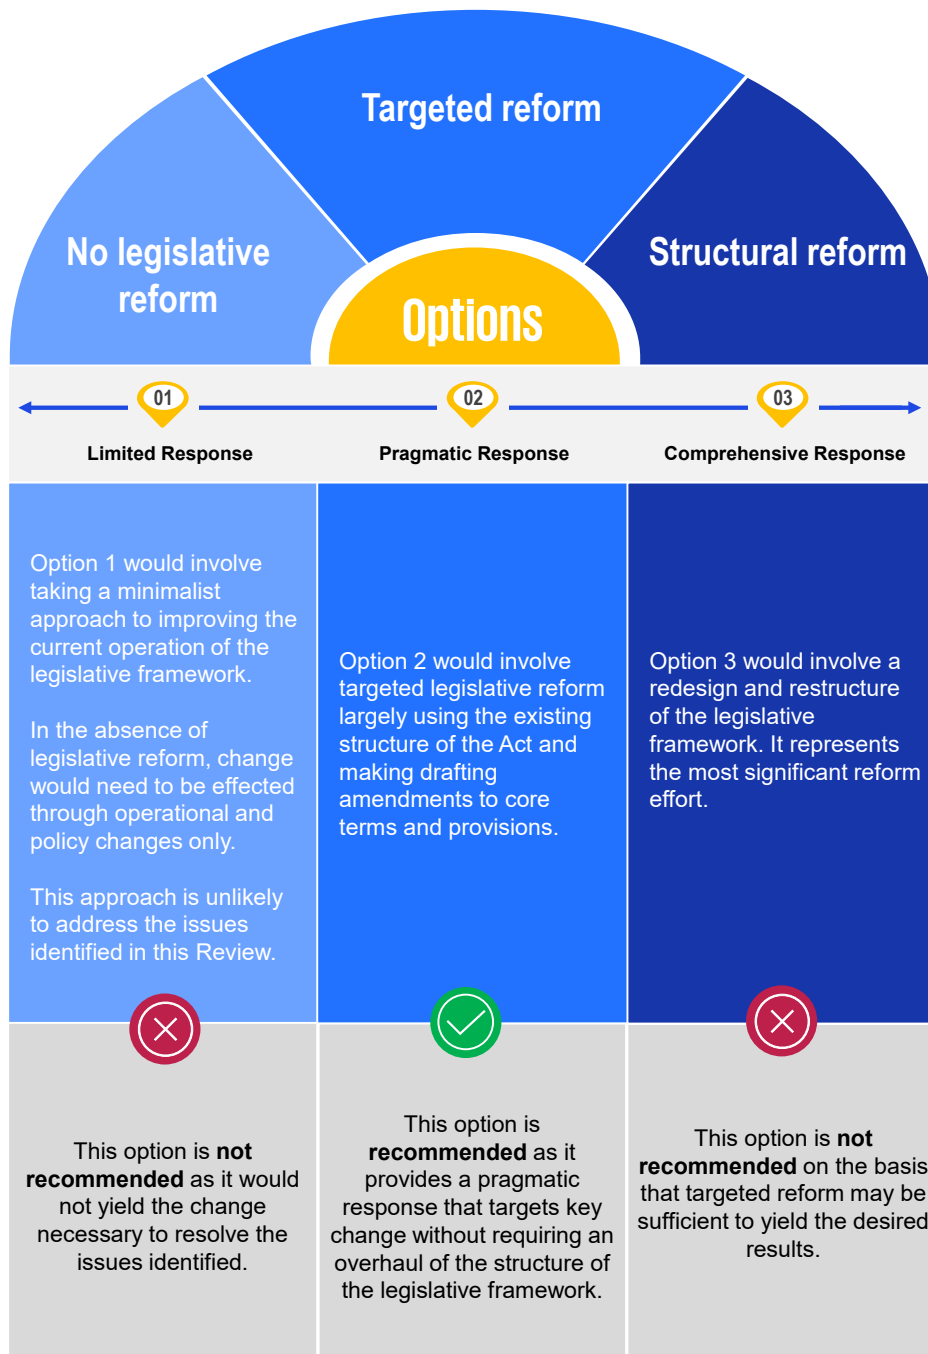 Targeted reform
No legislative
reform
Structural reform
Options
01
02
03
Limited Response
Pragmatic Response
Comprehensive Response
Option 1 would involve
taking a minimalist
approach to improving the
current operation of the
legislative framework.
In the absence of
legislative reform, change
would need to be effected
through operational and
policy changes only.
This approach is unlikely
to address the issues
identified in this Review.
Option 2 would involve
targeted legislative reform
largely using the existing
structure of the Act and
making drafting
amendments to core
terms and provisions.
Option 3 would involve a
redesign and restructure
of the legislative
framework. It represents
the most significant reform
effort.
This option is not
recommended as it would
not yield the change
necessary to resolve the
issues identified.
This option is
recommended as it
provides a pragmatic
response that targets key
change without requiring an
overhaul of the structure of
the legislative framework.
This option is not
recommended on the basis
that targeted reform may be
sufficient to yield the desired
results.